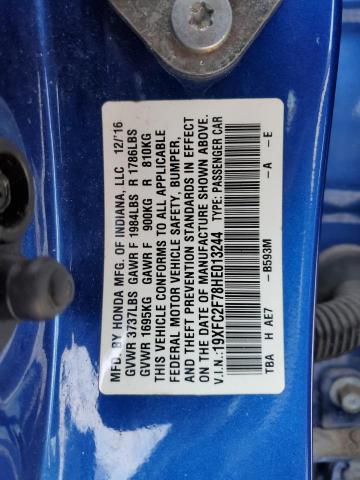 MFD. BY HONDA MFG. OF INDIANA, LLC 12/'16
GVWR 3737LBS GAWR F 1984LBS R 1786LBS
GVWR 1695KG GAWR F 900KG R 810KG
THIS VEHICLE CONFORMS TO ALL APPLICABLE
FEDERAL MOTOR VEHICLE SAFETY, BUMPER,
AND THEFT PREVENTION STANDARDS IN EFFECT
ON THE DATE OF MANUFACTURE SHOWN ABOVE.
V.I.N.: 19XFC2F78HE013244 TYPE: PASSENGER CAR
TBA H AE7 -B593M -A -E